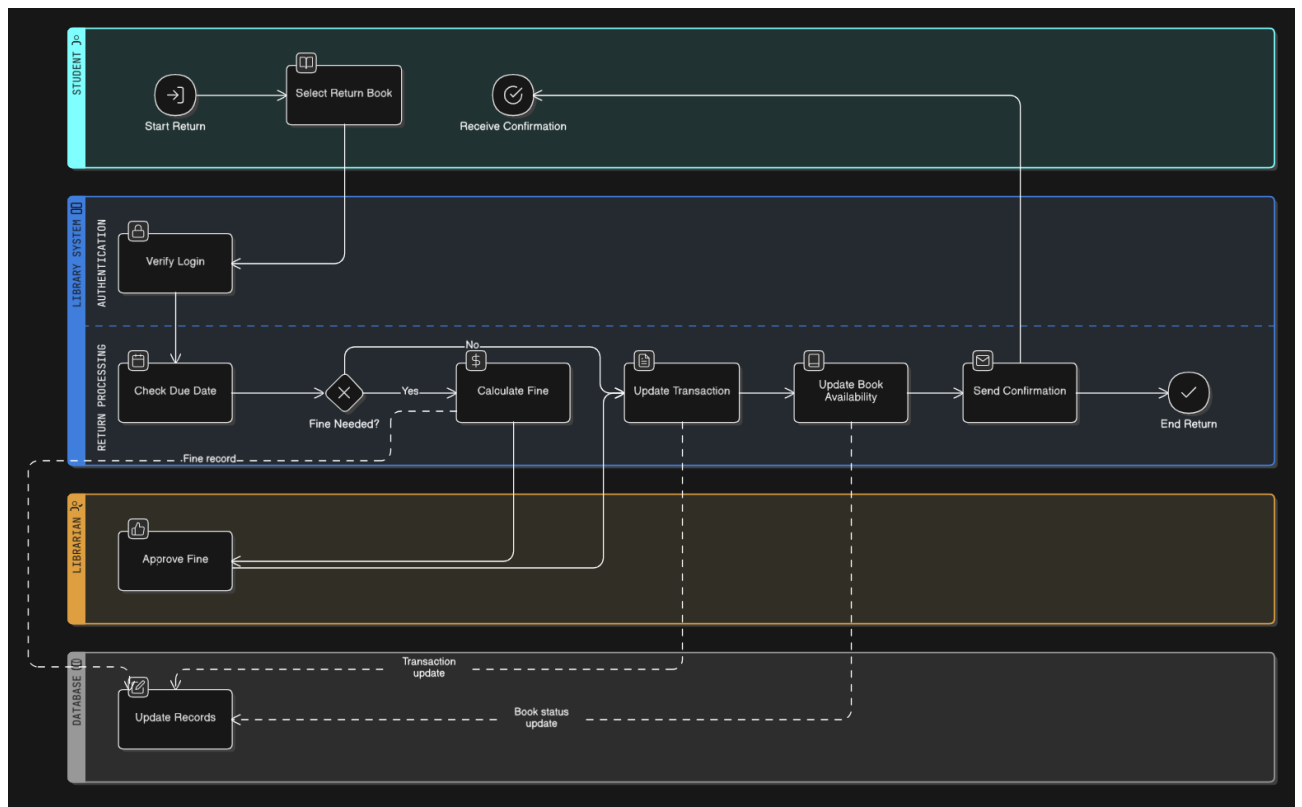 STUDENT
Select Return Book
Start Return
Receive Confirmation
LIBRARY SYSTEM
AUTHENTICATION
Verify Login
RETURN PROCESSING
No
Check Due Date
Yes
Calculate Fine
Update Transaction
Update Book
Availability
Send Confirmation
Fine Needed?
End Return
Fine record
LIBRARIAN
Approve Fine
DATABASE
Transaction
update
Update Records
Book status
update